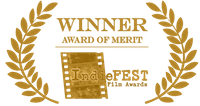 WINNER
AWARD OF MERIT
IndieFEST
Film Awards